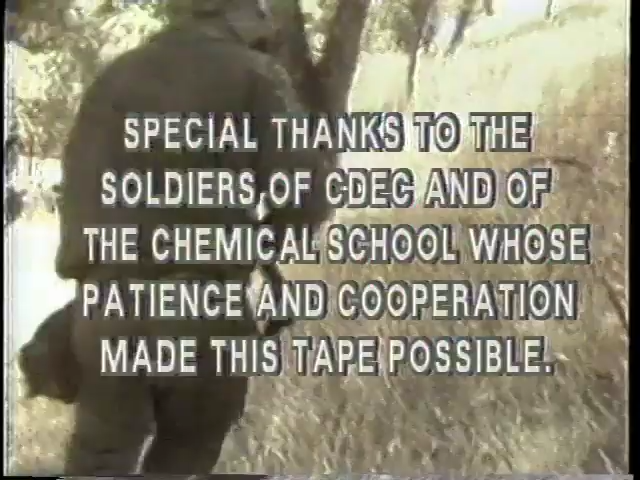 SPECIAL THANKS TO THE
SOLDIERS OF CDEC AND OF
THE CHEMICAL SCHOOL WHOSE
PATIENCE AND COOPERATION
MADE THIS TAPE POSSIBLE.